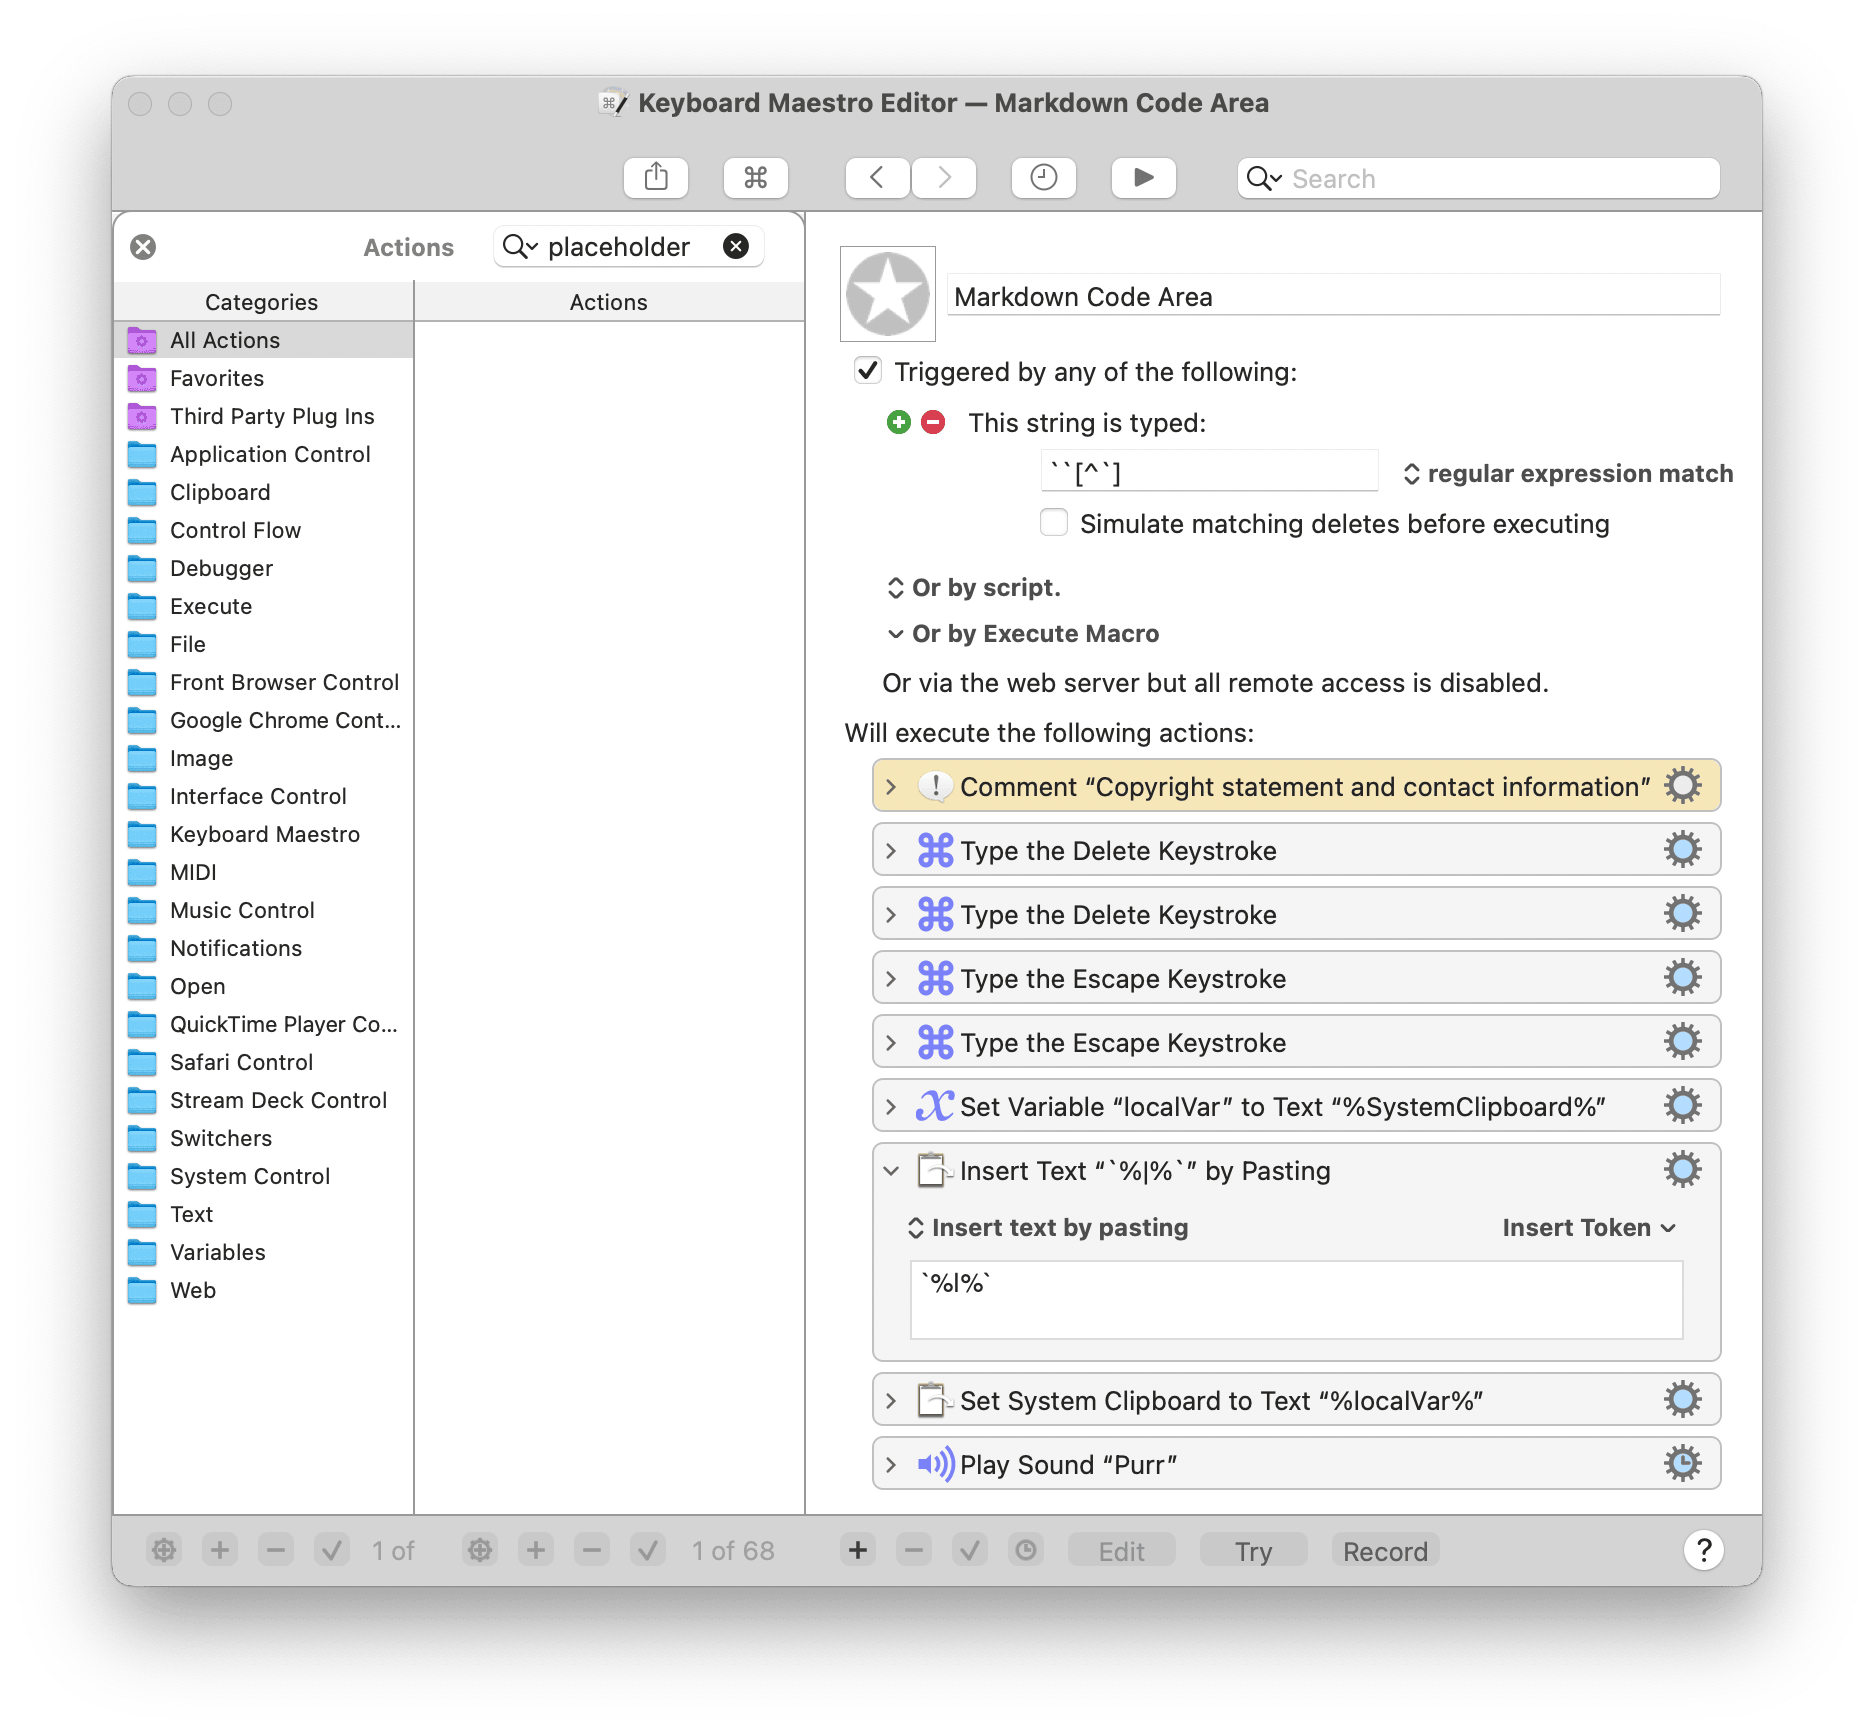 Keyboard Maestro Editor — Markdown Code Area
Search
Actions
placeholder
Categories
Actions
All Actions
Favorites
Third Party Plug Ins
Application Control
Clipboard
Control Flow
Debugger
Execute
File
Front Browser Control
Google Chrome Cont...
Image
Interface Control
Keyboard Maestro
MIDI
Music Control
Notifications
Open
QuickTime Player Co...
Safari Control
Stream Deck Control
Switchers
System Control
Text
Variables
Web
Markdown Code Area
Triggered by any of the following:
This string is typed:
``[^`]
regular expression match
Simulate matching deletes before executing
Or by script.
Or by Execute Macro
Or via the web server but all remote access is disabled.
Will execute the following actions:
Comment “Copyright statement and contact information”
Type the Delete Keystroke
Type the Delete Keystroke
Type the Escape Keystroke
Type the Escape Keystroke
Set Variable “localVar” to Text “%SystemClipboard%”
Insert Text “`%|%`” by Pasting
Insert text by pasting
Insert Token
`%|%`
Set System Clipboard to Text “%localVar%”
Play Sound “Purr”
1 of
1 of 68
Edit
Try
Record
?